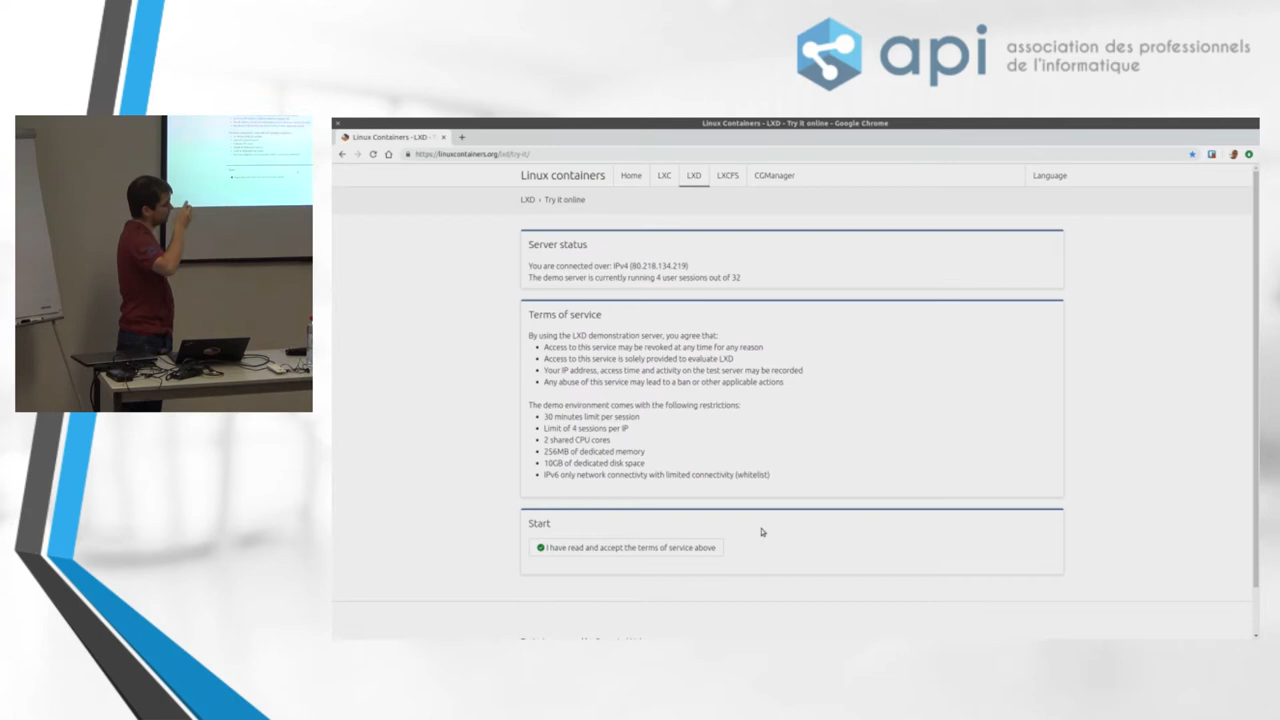 api
association des professionnels
de l'informatique
Linux Containers - LXD - Try it online - Google Chrome
Linux Containers - LXD - T
https://linuxcontainers.org/lxd/try-it/
Linux containers Home LXC LXD LXCFS CGManager Language
LXD › Try it online
Server status
You are connected over: IPv4 (80.218.134.219)
The demo server is currently running 4 user sessions out of 32
Terms of service
By using the LXD demonstration server, you agree that:
• Access to this service may be revoked at any time for any reason
• Access to this service is solely provided to evaluate LXD
• Your IP address, access time and activity on the test server may be recorded
• Any abuse of this service may lead to a ban or other applicable actions
The demo environment comes with the following restrictions:
• 30 minutes limit per session
• Limit of 4 sessions per IP
• 2 shared CPU cores
• 256MB of dedicated memory
• 10GB of dedicated disk space
• IPv6 only network connectivty with limited connectivity (whitelist)
Start
I have read and accept the terms of service above